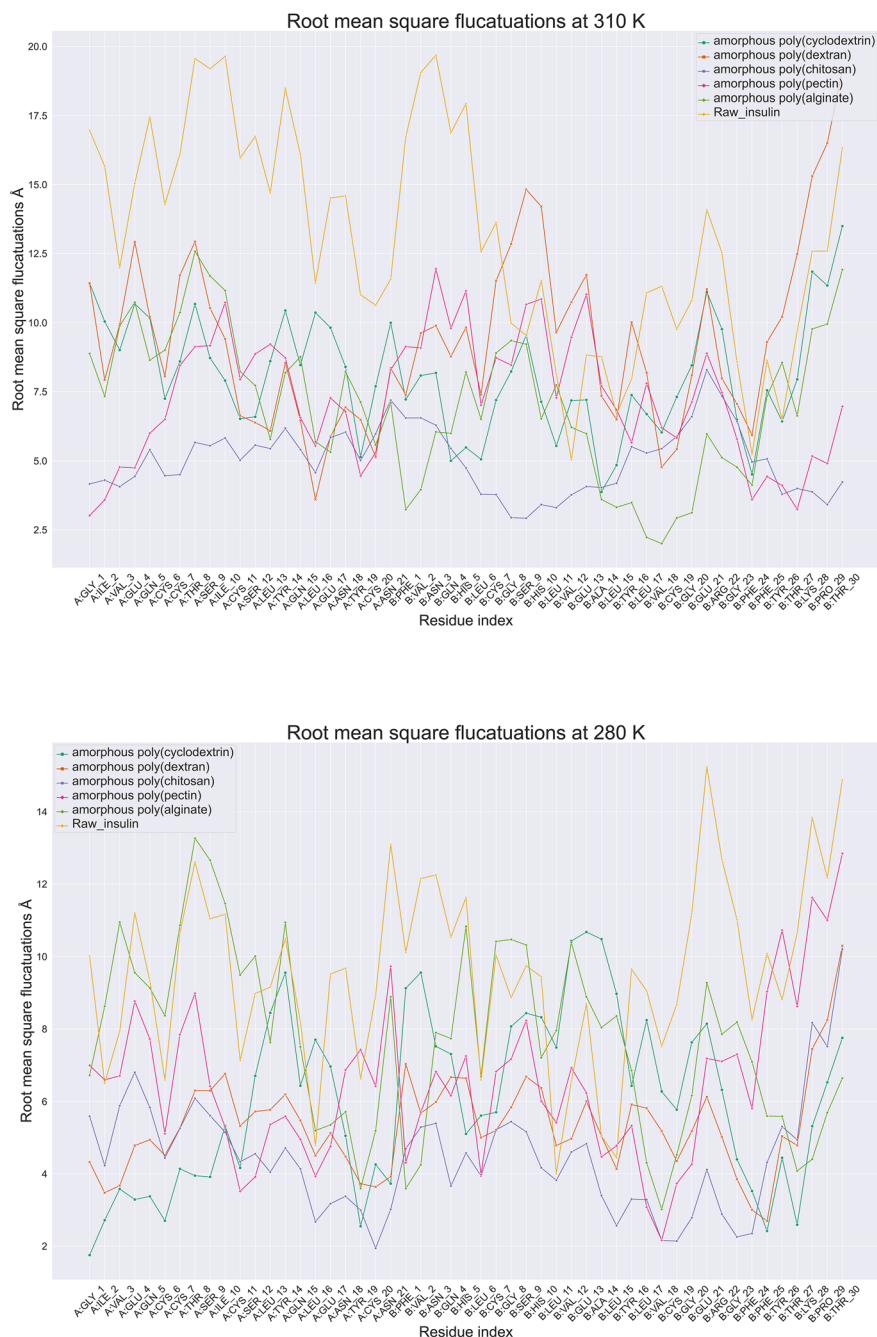 Root mean square flucatuations at 310 K
20.0
17.5
15.0
12.5
10.0
7.5
5.0
2.5
Root mean square flucatuations Å
amorphous poly(cyclodextrin)
amorphous poly(dextran)
amorphous poly(chitosan)
amorphous poly(pectin)
amorphous poly(alginate)
Raw_insulin
A:GLY_1
A:ILE_2
A:VAL_3
A:GLU_4
A:GLN_5
A:CYS_6
A:CYS_7
A:THR_8
A:SER_9
A:ILE_10
A:CYS_11
A:SER_12
A:LEU_13
A:TYR_14
A:GLN_15
A:LEU_16
A:GLU_17
A:ASN_18
A:TYR_19
A:CYS_20
A:ASN_21
B:PHE_1
B:VAL_2
B:ASN_3
B:GLN_4
B:HIS_5
B:LEU_6
B:CYS_7
B:GLY_8
B:SER_9
B:HIS_10
B:LEU_11
B:VAL_12
B:GLU_13
B:ALA_14
B:LEU_15
B:TYR_16
B:LEU_17
B:VAL_18
B:CYS_19
B:GLY_20
B:GLU_21
B:ARG_22
B:GLY_23
B:PHE_24
B:PHE_25
B:TYR_26
B:THR_27
B:LYS_28
B:PRO_29
B:THR_30
Residue index
Root mean square flucatuations at 280 K
14
12
10
8
6
4
2
Root mean square flucatuations Å
amorphous poly(cyclodextrin)
amorphous poly(dextran)
amorphous poly(chitosan)
amorphous poly(pectin)
amorphous poly(alginate)
Raw_insulin
A:GLY_1
A:ILE_2
A:VAL_3
A:GLU_4
A:GLN_5
A:CYS_6
A:CYS_7
A:THR_8
A:SER_9
A:ILE_10
A:CYS_11
A:SER_12
A:LEU_13
A:TYR_14
A:GLN_15
A:LEU_16
A:GLU_17
A:ASN_18
A:TYR_19
A:CYS_20
A:ASN_21
B:PHE_1
B:VAL_2
B:ASN_3
B:GLN_4
B:HIS_5
B:LEU_6
B:CYS_7
B:GLY_8
B:SER_9
B:HIS_10
B:LEU_11
B:VAL_12
B:GLU_13
B:ALA_14
B:LEU_15
B:TYR_16
B:LEU_17
B:VAL_18
B:CYS_19
B:GLY_20
B:GLU_21
B:ARG_22
B:GLY_23
B:PHE_24
B:PHE_25
B:TYR_26
B:THR_27
B:LYS_28
B:PRO_29
B:THR_30
Residue index